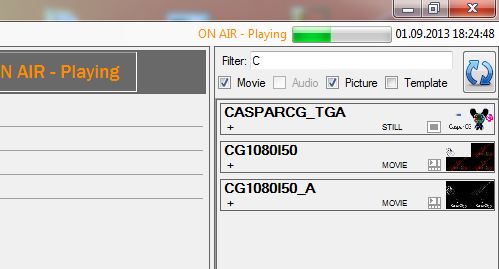 ON AIR - Playing 01.09.2013 18:24:48
N AIR - Playing
Filter: C
Movie Audio Picture Template
CASPARCG_TGA
+ STILL
CG1080I50
+ MOVIE
CG1080I50_A
+ MOVIE